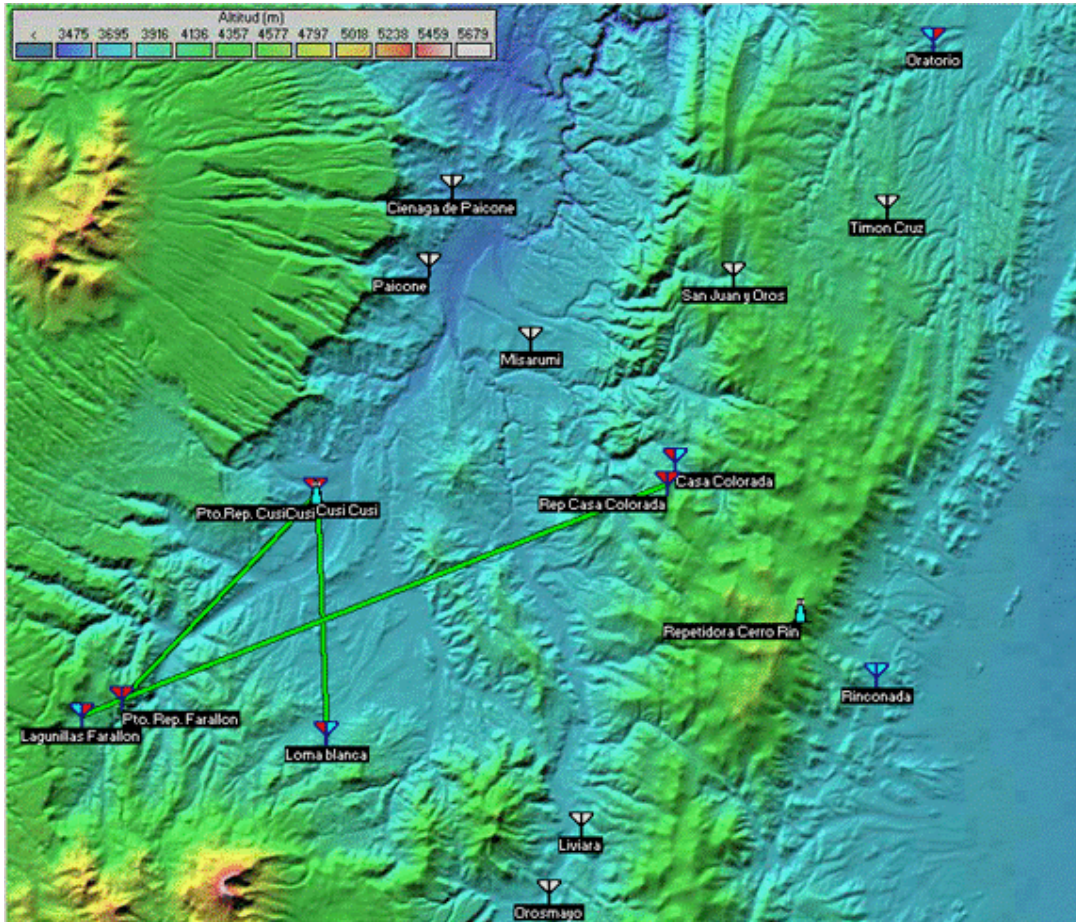 Altitud (m)
< 3475 3695 3916 4136 4357 4577 4797 5018 5238 5459 5679
Oratorio
Cienaga de Paicone
Timon Cruz
Paicone
San Juan y Oros
Misarumi
Casa Colorada
Rep Casa Colorada
Pto.Rep. CusiCusi Cusi Cusi
Repetidora Cerro Rin
Rinconada
Pto. Rep. Farallon
Lagunillas Farallon
Loma blanca
Liviara
Orosmayo